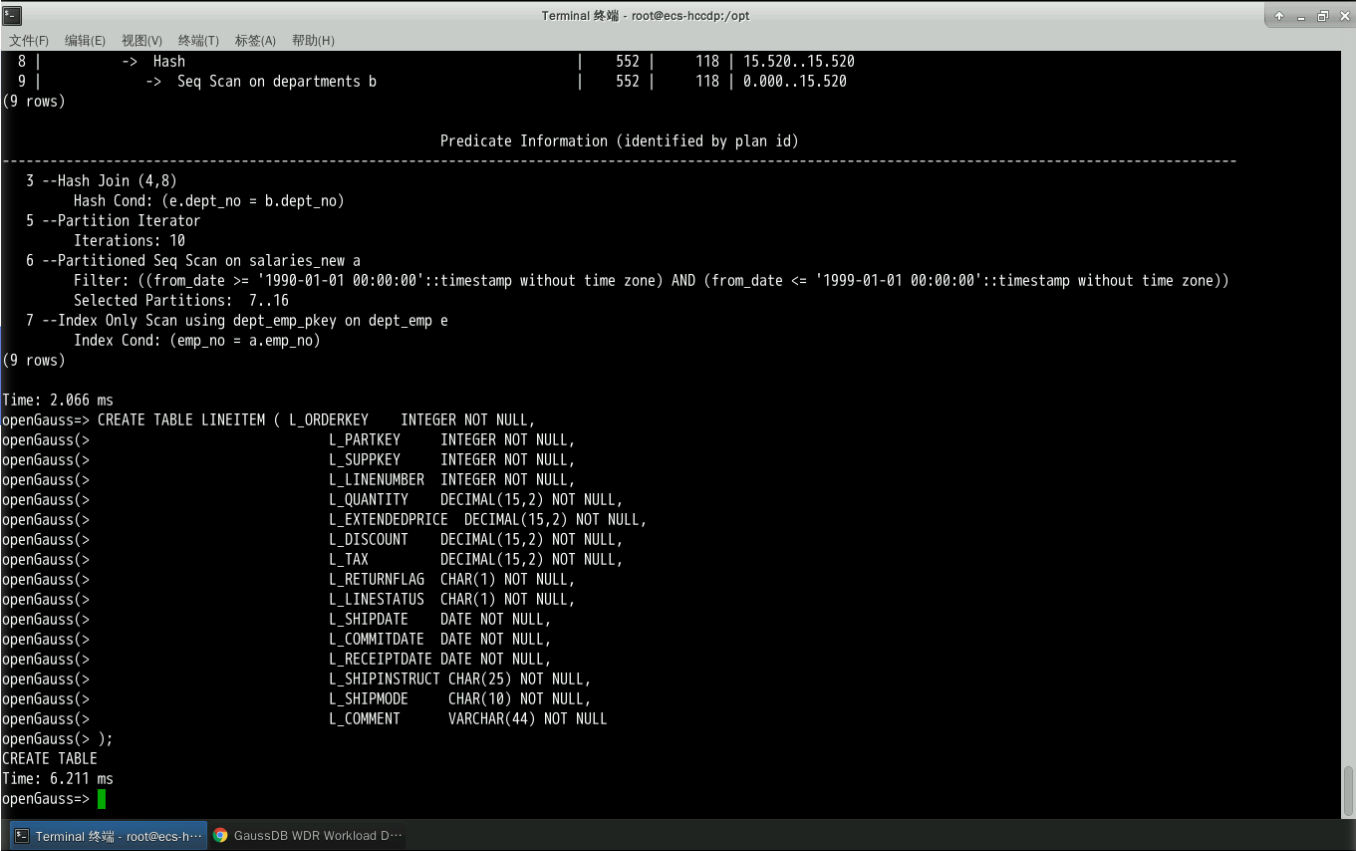 Terminal 终端 - root@ecs-hccdp:/opt
文件(F) 编辑(E) 视图(V) 终端(T) 标签(A) 帮助(H)
8 | -> Hash | 552 | 118 | 15.520..15.520
9 | -> Seq Scan on departments b | 552 | 118 | 0.000..15.520
(9 rows)
Predicate Information (identified by plan id)
--------------------------------------------------------------------------------------------------------------------------------------------------------
3 --Hash Join (4,8)
Hash Cond: (e.dept_no = b.dept_no)
5 --Partition Iterator
Iterations: 10
6 --Partitioned Seq Scan on salaries_new a
Filter: ((from_date >= '1990-01-01 00:00:00'::timestamp without time zone) AND (from_date <= '1999-01-01 00:00:00'::timestamp without time zone))
Selected Partitions: 7..16
7 --Index Only Scan using dept_emp_pkey on dept_emp e
Index Cond: (emp_no = a.emp_no)
(9 rows)
Time: 2.066 ms
openGauss=> CREATE TABLE LINEITEM ( L_ORDERKEY INTEGER NOT NULL,
openGauss(> L_PARTKEY INTEGER NOT NULL,
openGauss(> L_SUPPKEY INTEGER NOT NULL,
openGauss(> L_LINENUMBER INTEGER NOT NULL,
openGauss(> L_QUANTITY DECIMAL(15,2) NOT NULL,
openGauss(> L_EXTENDEDPRICE DECIMAL(15,2) NOT NULL,
openGauss(> L_DISCOUNT DECIMAL(15,2) NOT NULL,
openGauss(> L_TAX DECIMAL(15,2) NOT NULL,
openGauss(> L_RETURNFLAG CHAR(1) NOT NULL,
openGauss(> L_LINESTATUS CHAR(1) NOT NULL,
openGauss(> L_SHIPDATE DATE NOT NULL,
openGauss(> L_COMMITDATE DATE NOT NULL,
openGauss(> L_RECEIPTDATE DATE NOT NULL,
openGauss(> L_SHIPINSTRUCT CHAR(25) NOT NULL,
openGauss(> L_SHIPMODE CHAR(10) NOT NULL,
openGauss(> L_COMMENT VARCHAR(44) NOT NULL
openGauss(> );
CREATE TABLE
Time: 6.211 ms
openGauss=>
Terminal 终端 - root@ecs-h··· GaussDB WDR Workload D···